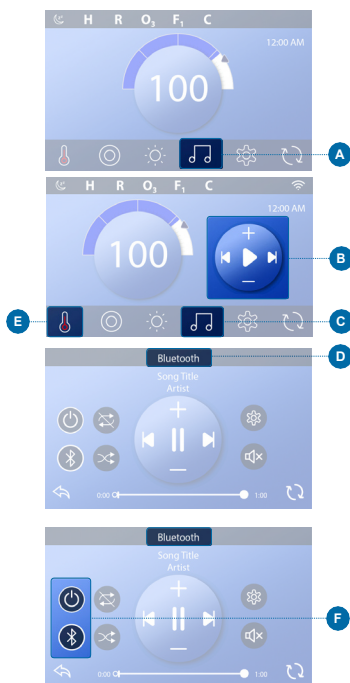 H R O3 F1 C
12:00 AM
100
A
H R O3 F1 C
12:00 AM
100
B
E
C
Bluetooth
D
Song Title
Artist
0:00 1:00
Bluetooth
Song Title
Artist
F
0:00 1:00